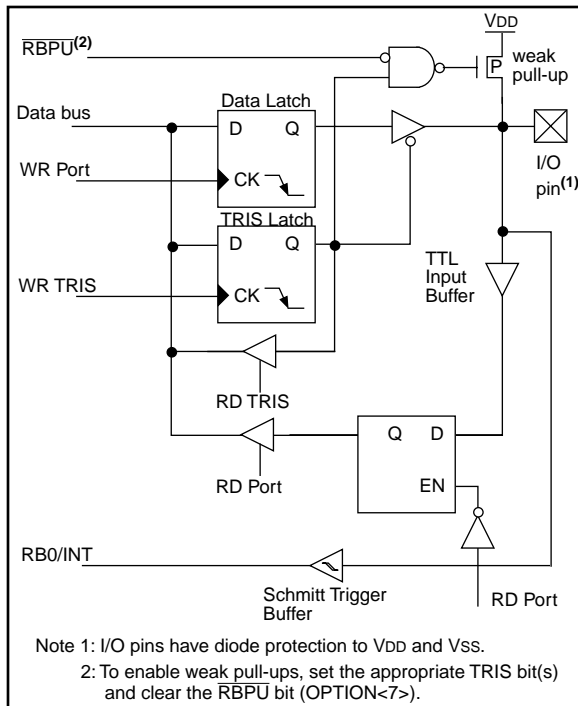 VDD
RBPU(2)
P
weak
pull-up
Data Latch
Data bus
D Q
I/O
pin(1)
WR Port
CK
TRIS Latch
D Q
TTL
Input
Buffer
WR TRIS
CK
RD TRIS
Q D
EN
RD Port
RB0/INT
Schmitt Trigger
Buffer
RD Port
Note 1: I/O pins have diode protection to VDD and VSS.
2: To enable weak pull-ups, set the appropriate TRIS bit(s)
and clear the RBPU bit (OPTION<7>).